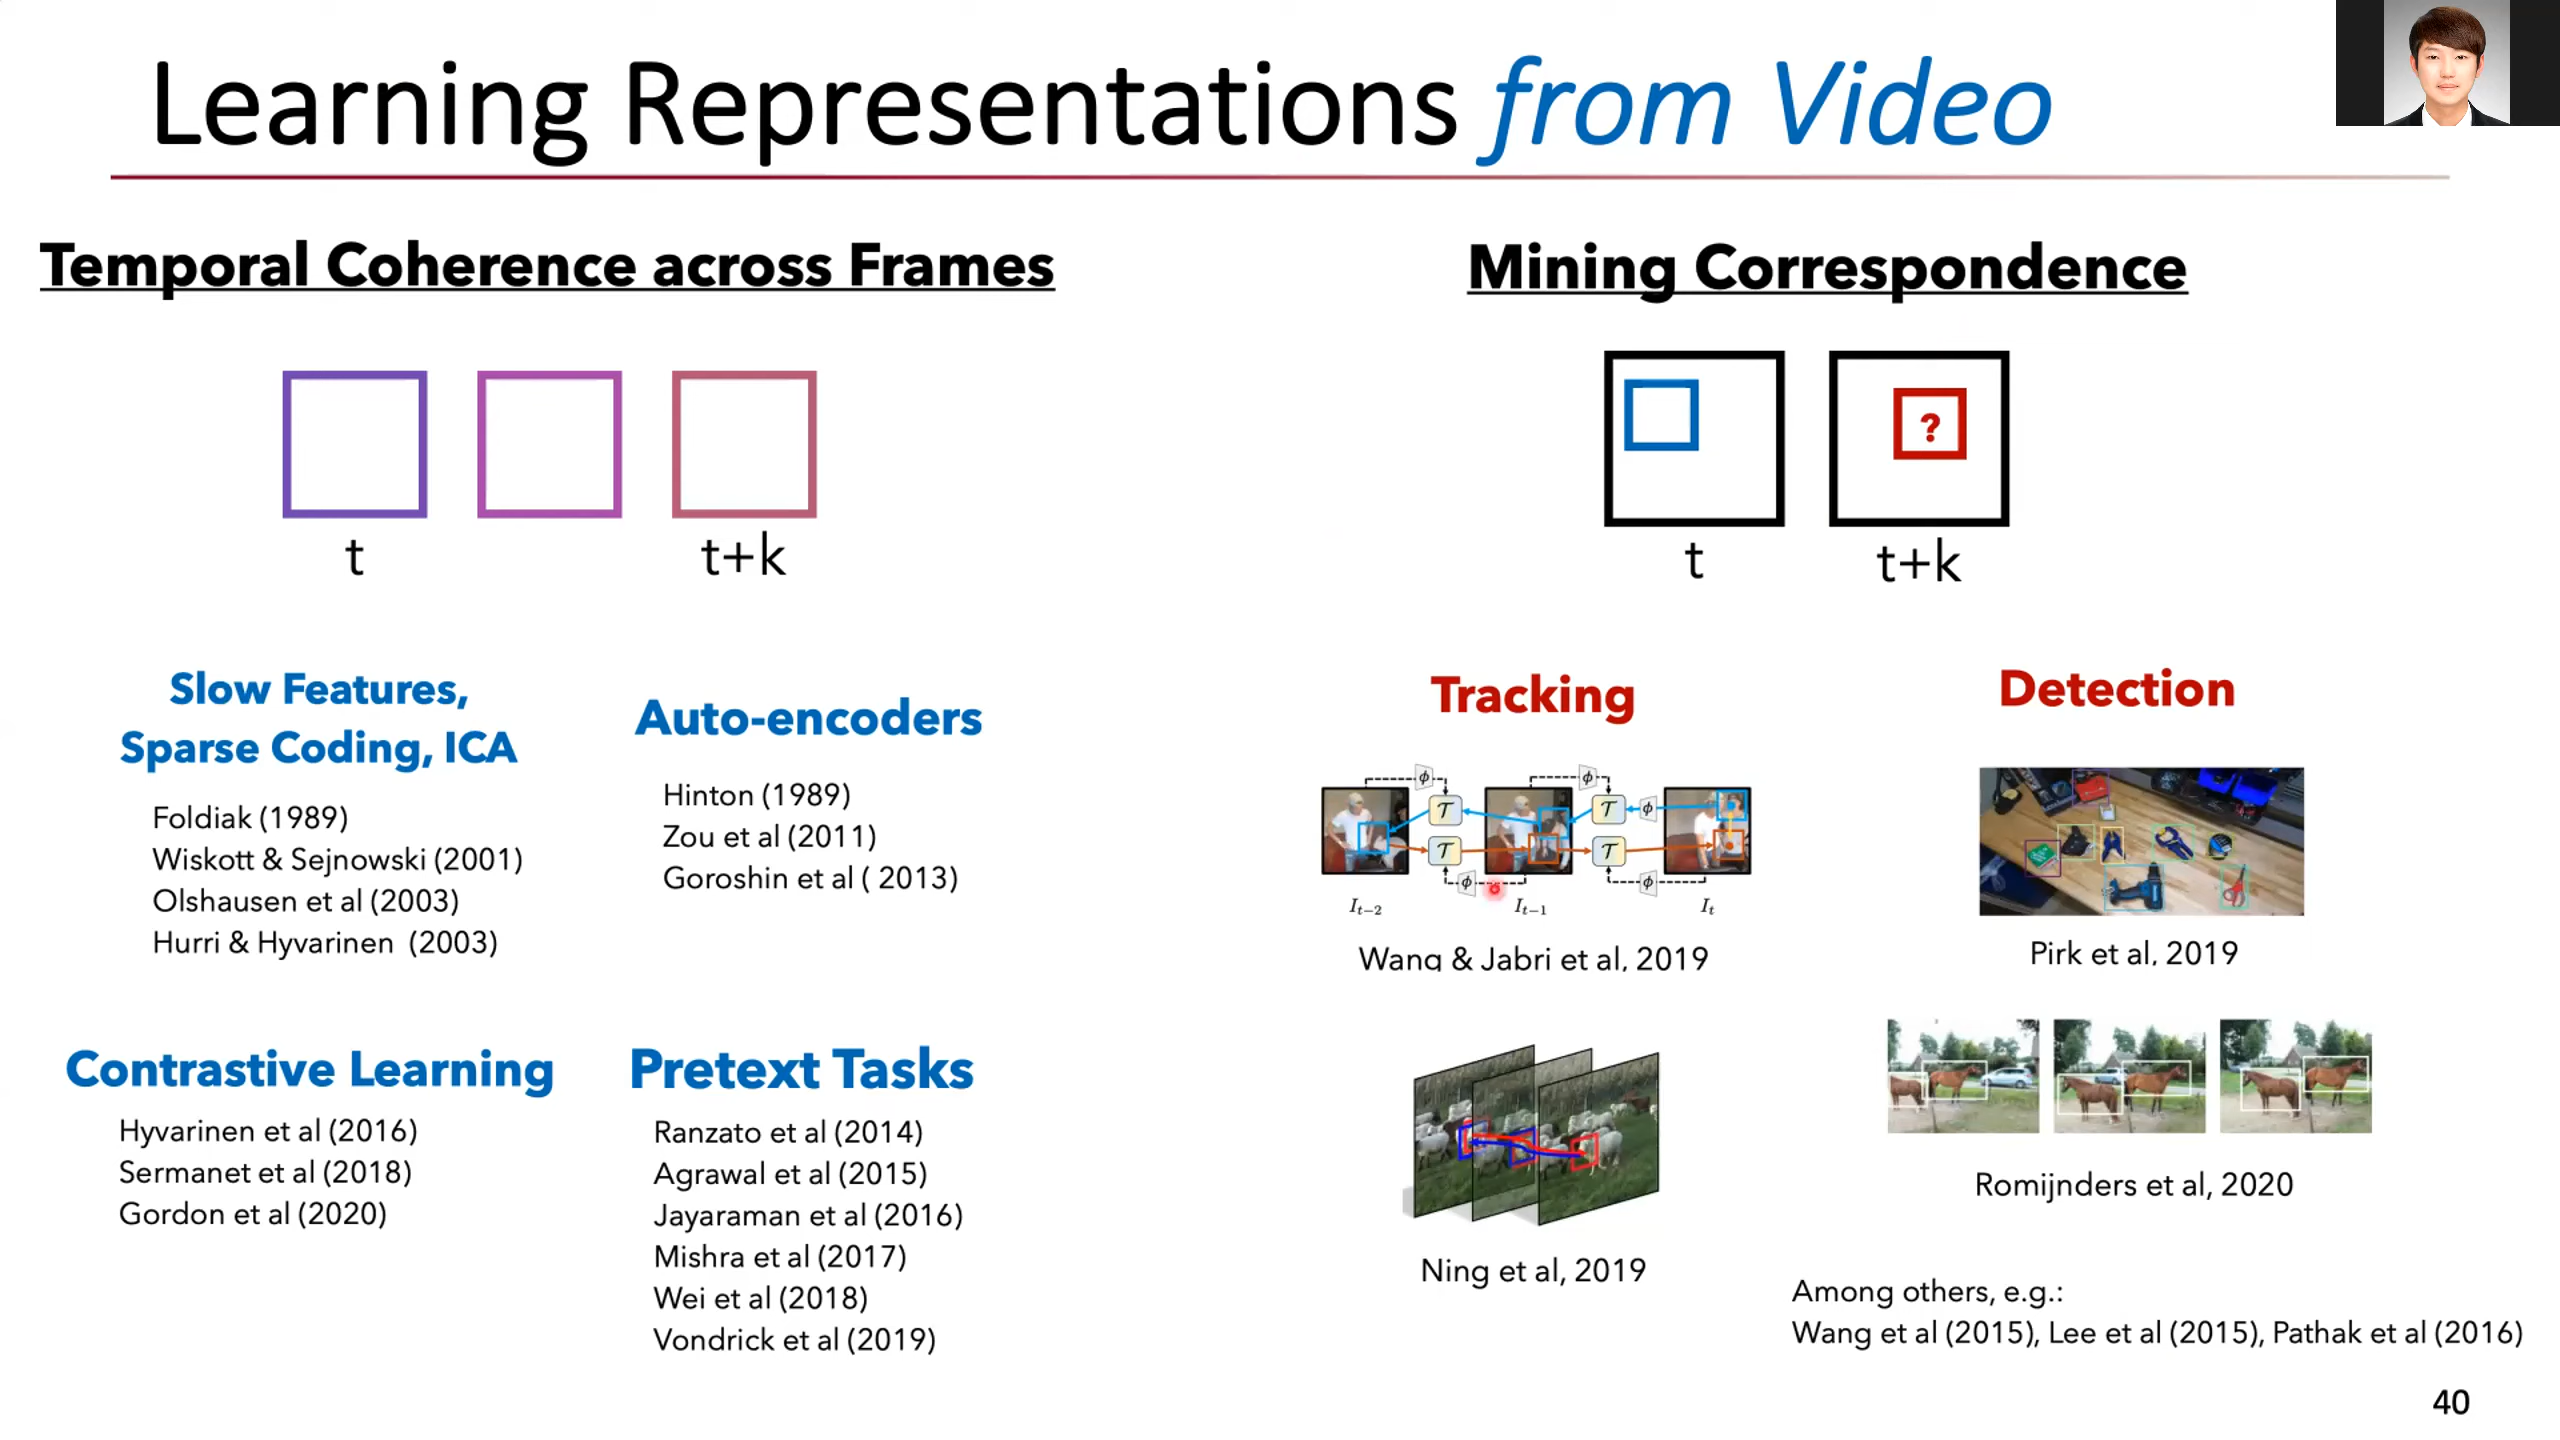 Learning Representations from Video
Temporal Coherence across Frames
t
t+k
Slow Features,
Sparse Coding, ICA
Foldiak (1989)
Wiskott & Sejnowski (2001)
Olshausen et al (2003)
Hurri & Hyvarinen (2003)
Auto-encoders
Hinton (1989)
Zou et al (2011)
Goroshin et al ( 2013)
Contrastive Learning
Hyvarinen et al (2016)
Sermanet et al (2018)
Gordon et al (2020)
Pretext Tasks
Ranzato et al (2014)
Agrawal et al (2015)
Jayaraman et al (2016)
Mishra et al (2017)
Wei et al (2018)
Vondrick et al (2019)
Mining Correspondence
?
t
t+k
Tracking
ϕ ϕ
T T ϕ
T T
ϕ ϕ
I_{t−2} I_{t−1} I_t
Wang & Jabri et al, 2019
Ning et al, 2019
Detection
Pirk et al, 2019
Romijnders et al, 2020
Among others, e.g.:
Wang et al (2015), Lee et al (2015), Pathak et al (2016)
40